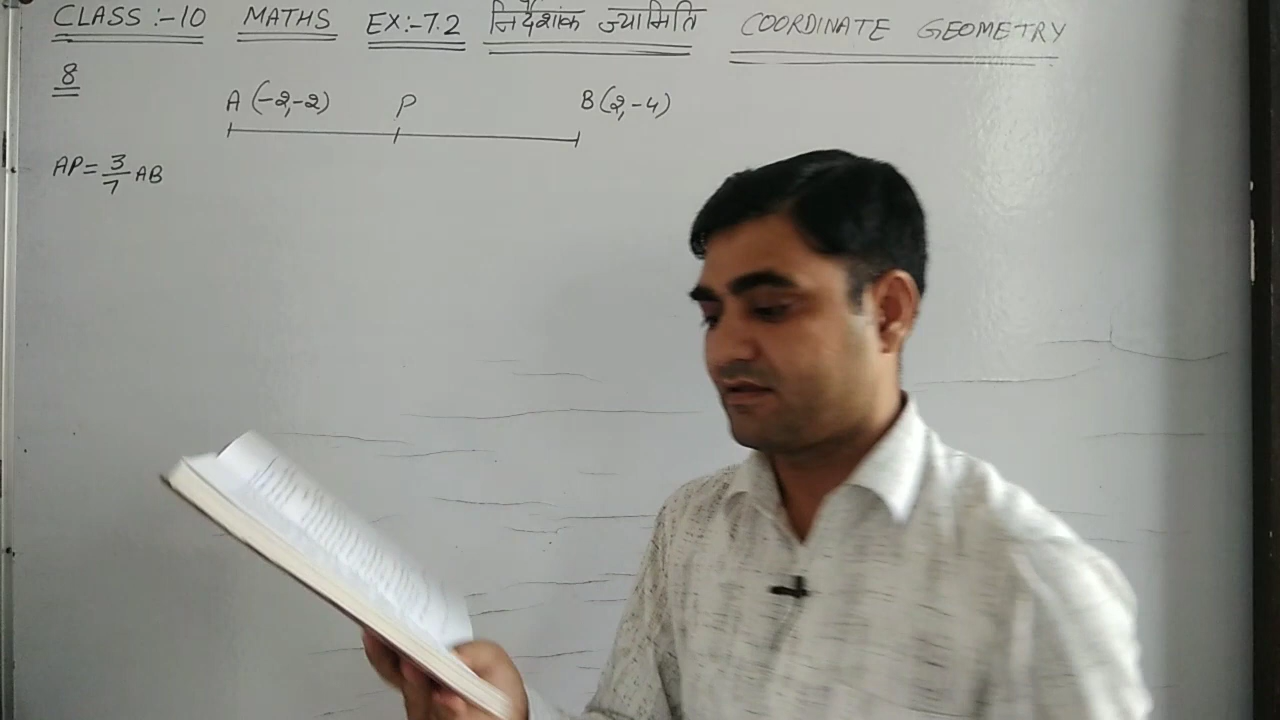 CLASS :-10 MATHS EX:-7.2 निर्देशांक ज्यामिति COORDINATE GEOMETRY
8
A (-2,-2) P B (2,-4)
AP = 3/7 AB